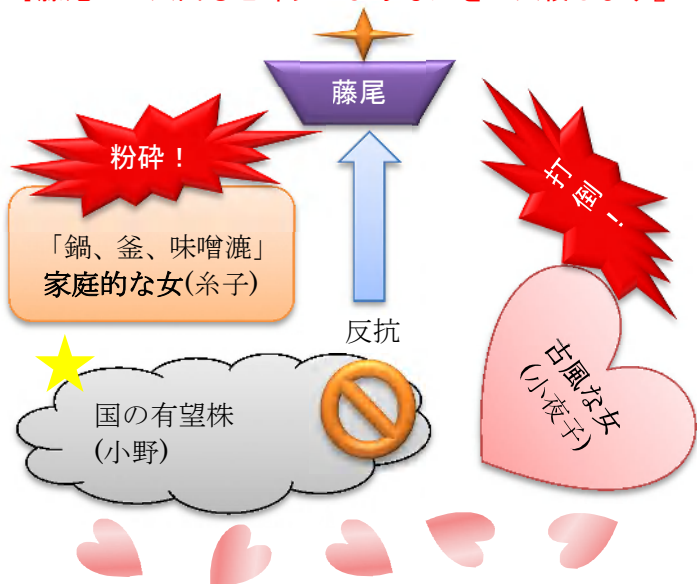 藤尾
粉砕！
打倒！
「鍋、釜、味噌漉」
家庭的な女(糸子)
反抗
古風な女
(小夜子)
国の有望株
(小野)